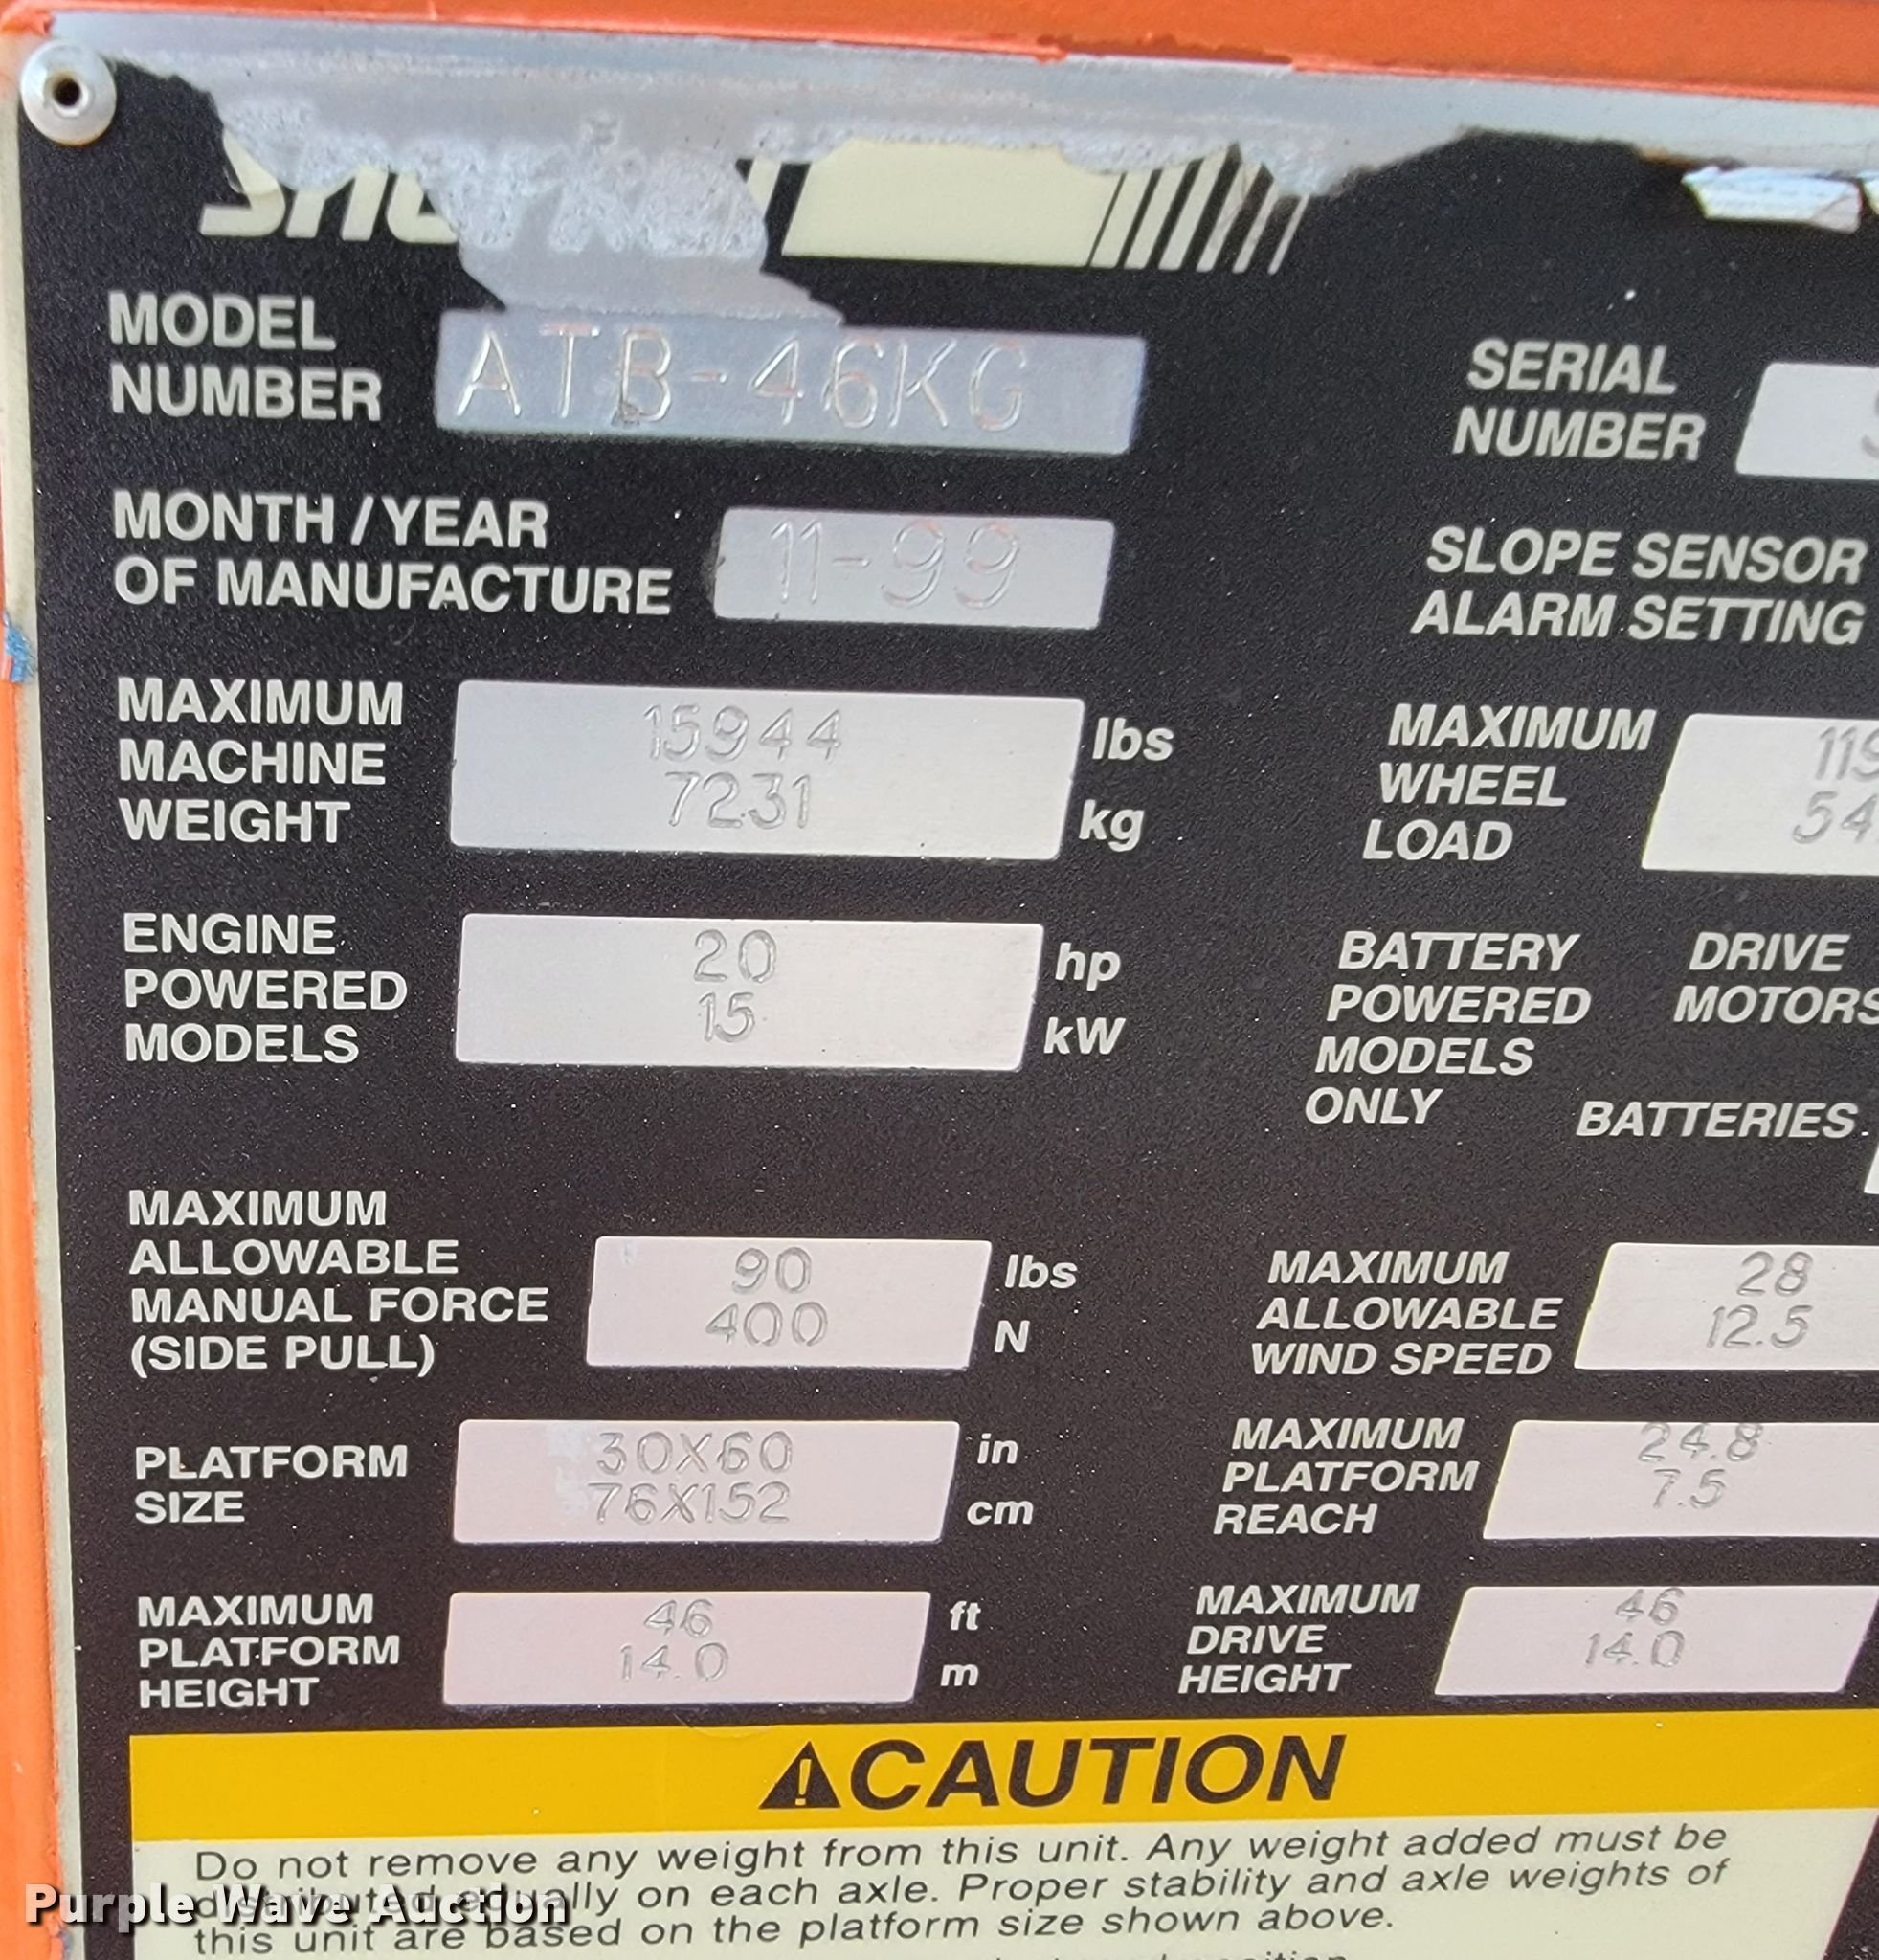 Snorkel
MODEL
NUMBER
ATB-46KG
SERIAL
NUMBER
MONTH / YEAR
OF MANUFACTURE
11-99
SLOPE SENSOR
ALARM SETTING
MAXIMUM
MACHINE
WEIGHT
15944
7231
lbs
kg
MAXIMUM
WHEEL
LOAD
ENGINE
POWERED
MODELS
20
15
hp
kW
BATTERY
POWERED
MODELS
ONLY
DRIVE
MOTORS
BATTERIES
MAXIMUM
ALLOWABLE
MANUAL FORCE
(SIDE PULL)
90
400
lbs
N
MAXIMUM
ALLOWABLE
WIND SPEED
28
12.5
PLATFORM
SIZE
30X60
76X152
in
cm
MAXIMUM
PLATFORM
REACH
24.8
7.5
MAXIMUM
PLATFORM
HEIGHT
46
14.0
ft
m
MAXIMUM
DRIVE
HEIGHT
46
14.0
CAUTION
Do not remove any weight from this unit. Any weight added must be
distributed equally on each axle. Proper stability and axle weights of
this unit are based on the platform size shown above.
Purple Wave Auction